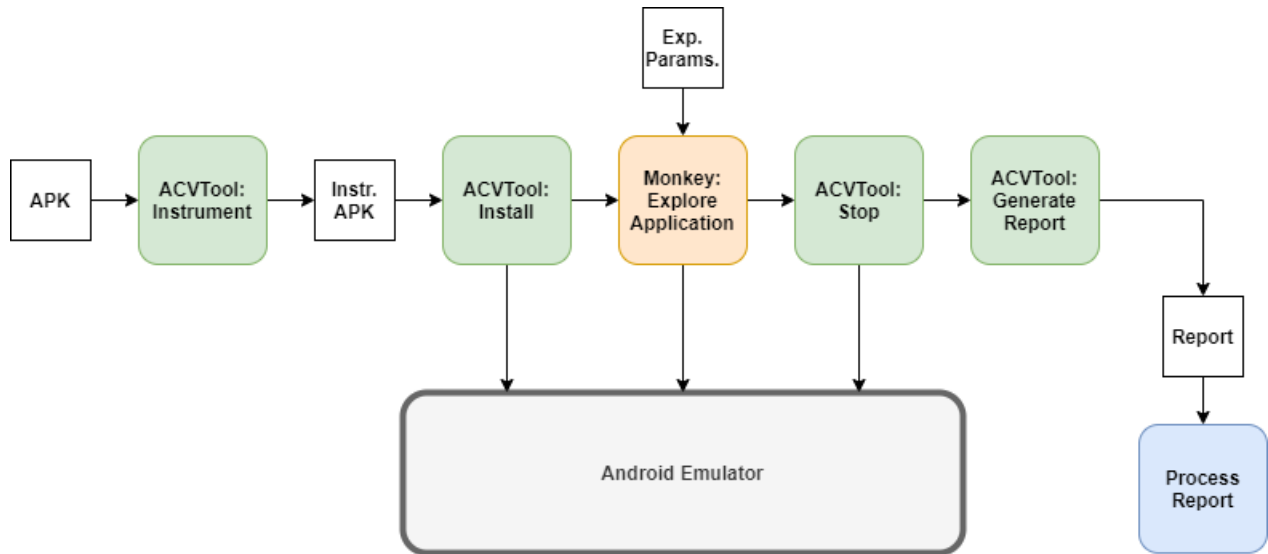 Exp.
Params.
APK
ACVTool:
Instrument
Instr.
APK
ACVTool:
Install
Monkey:
Explore
Application
ACVTool:
Stop
ACVTool:
Generate
Report
Report
Android Emulator
Process
Report